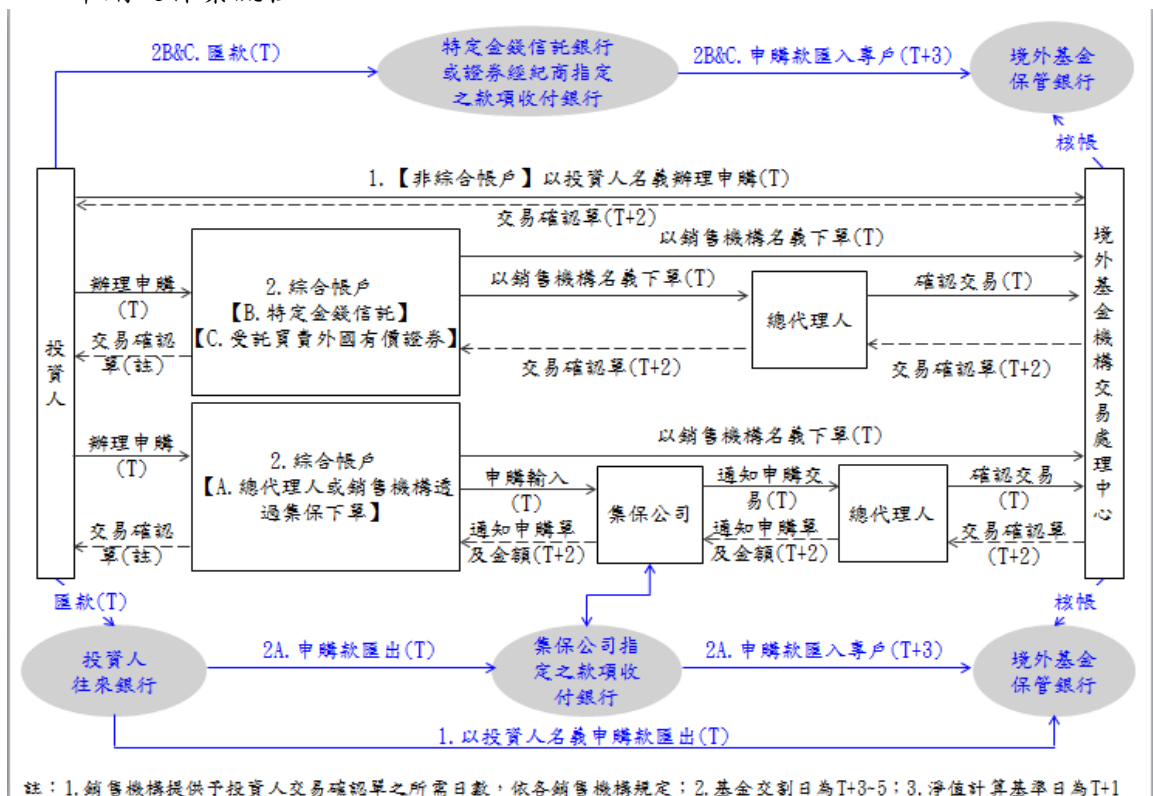 2B&C.匯款(T)
特定金錢信託銀行
或證券經紀商指定
之款項收付銀行
2B&C.申購款匯入專戶(T+3)
境外基金
保管銀行
核帳
1.【非綜合帳戶】以投資人名義辦理申購(T)
交易確認單(T+2)
以銷售機構名義下單(T)
投資人
辦理申購
(T)
交易確認
單(註)
2.綜合帳戶
【B.特定金錢信託】
【C.受託買賣外國有價證券】
以銷售機構名義下單(T)
交易確認單(T+2)
總代理人
確認交易(T)
交易確認單(T+2)
境外基金機構交易處理中心
以銷售機構名義下單(T)
辦理申購
(T)
交易確認
單(註)
2.綜合帳戶
【A.總代理人或銷售機構透
過集保下單】
申購輸入
(T)
通知申購單
及金額(T+2)
集保公司
通知申購交
易(T)
通知申購單
及金額(T+2)
總代理人
確認交易
(T)
交易確認單
(T+2)
匯款(T)
核帳
投資人
往來銀行
2A.申購款匯出(T)
集保公司指
定之款項收
付銀行
2A.申購款匯入專戶(T+3)
境外基金
保管銀行
1.以投資人名義申購款匯出(T)
註：1.銷售機構提供予投資人交易確認單之所需日數，依各銷售機構規定；2.基金交割日為T+3~5；3.淨值計算基準日為T+1